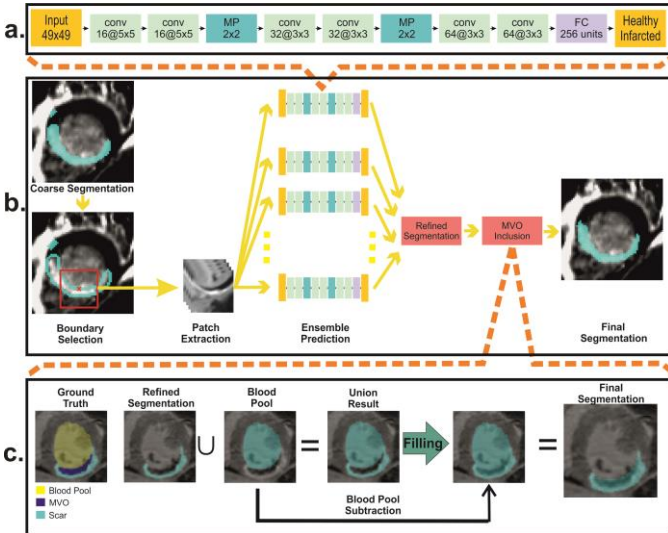 a.
Input
49x49
conv
16@5x5
conv
16@5x5
MP
2x2
conv
32@3x3
conv
32@3x3
MP
2x2
conv
64@3x3
conv
64@3x3
FC
256 units
Healthy
Infarcted
b.
Coarse Segmentation
Boundary
Selection
Patch
Extraction
Ensemble
Prediction
Refined
Segmentation
MVO
Inclusion
Final
Segmentation
c.
Ground
Truth
Refined
Segmentation
Blood
Pool
Union
Result
Final
Segmentation
∪
=
Filling
=
Blood Pool
MVO
Scar
Blood Pool
Subtraction